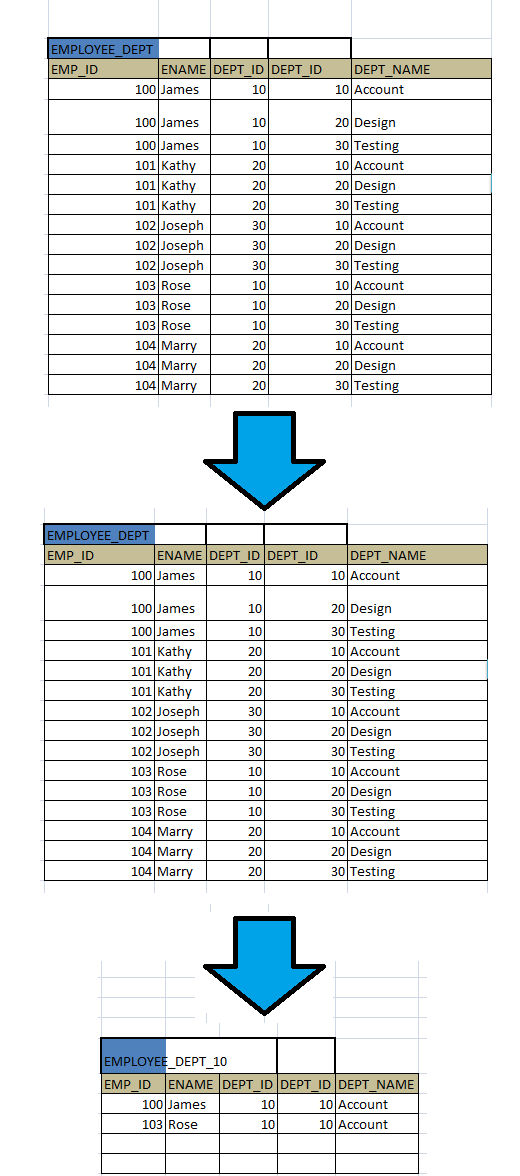 EMPLOYEE_DEPT
EMP_ID ENAME DEPT_ID DEPT_ID DEPT_NAME
100 James 10 10 Account
100 James 10 20 Design
100 James 10 30 Testing
101 Kathy 20 10 Account
101 Kathy 20 20 Design
101 Kathy 20 30 Testing
102 Joseph 30 10 Account
102 Joseph 30 20 Design
102 Joseph 30 30 Testing
103 Rose 10 10 Account
103 Rose 10 20 Design
103 Rose 10 30 Testing
104 Marry 20 10 Account
104 Marry 20 20 Design
104 Marry 20 30 Testing
EMPLOYEE_DEPT
EMP_ID ENAME DEPT_ID DEPT_ID DEPT_NAME
100 James 10 10 Account
100 James 10 20 Design
100 James 10 30 Testing
101 Kathy 20 10 Account
101 Kathy 20 20 Design
101 Kathy 20 30 Testing
102 Joseph 30 10 Account
102 Joseph 30 20 Design
102 Joseph 30 30 Testing
103 Rose 10 10 Account
103 Rose 10 20 Design
103 Rose 10 30 Testing
104 Marry 20 10 Account
104 Marry 20 20 Design
104 Marry 20 30 Testing
EMPLOYEE_DEPT_10
EMP_ID ENAME DEPT_ID DEPT_ID DEPT_NAME
100 James 10 10 Account
103 Rose 10 10 Account